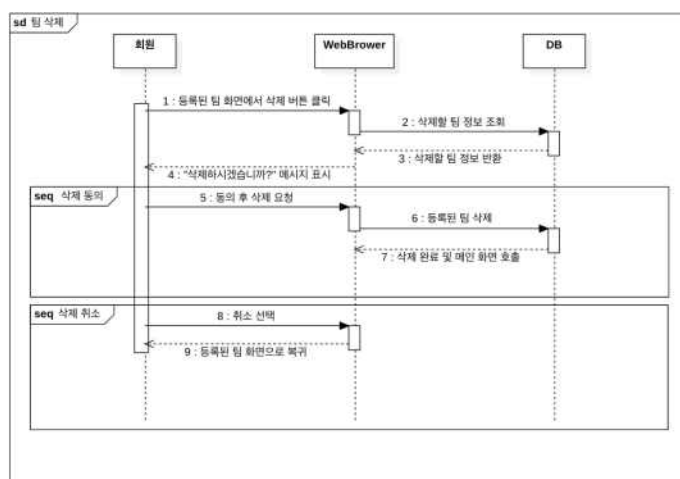 sd 팀 삭제
회원
WebBrower
DB
1 : 등록된 팀 화면에서 삭제 버튼 클릭
2 : 삭제할 팀 정보 조회
3 : 삭제할 팀 정보 반환
4 : "삭제하시겠습니까?" 메시지 표시
seq 삭제 동의
5 : 동의 후 삭제 요청
6 : 등록된 팀 삭제
7 : 삭제 완료 및 메인 화면 호출
seq 삭제 취소
8 : 취소 선택
9 : 등록된 팀 화면으로 복귀